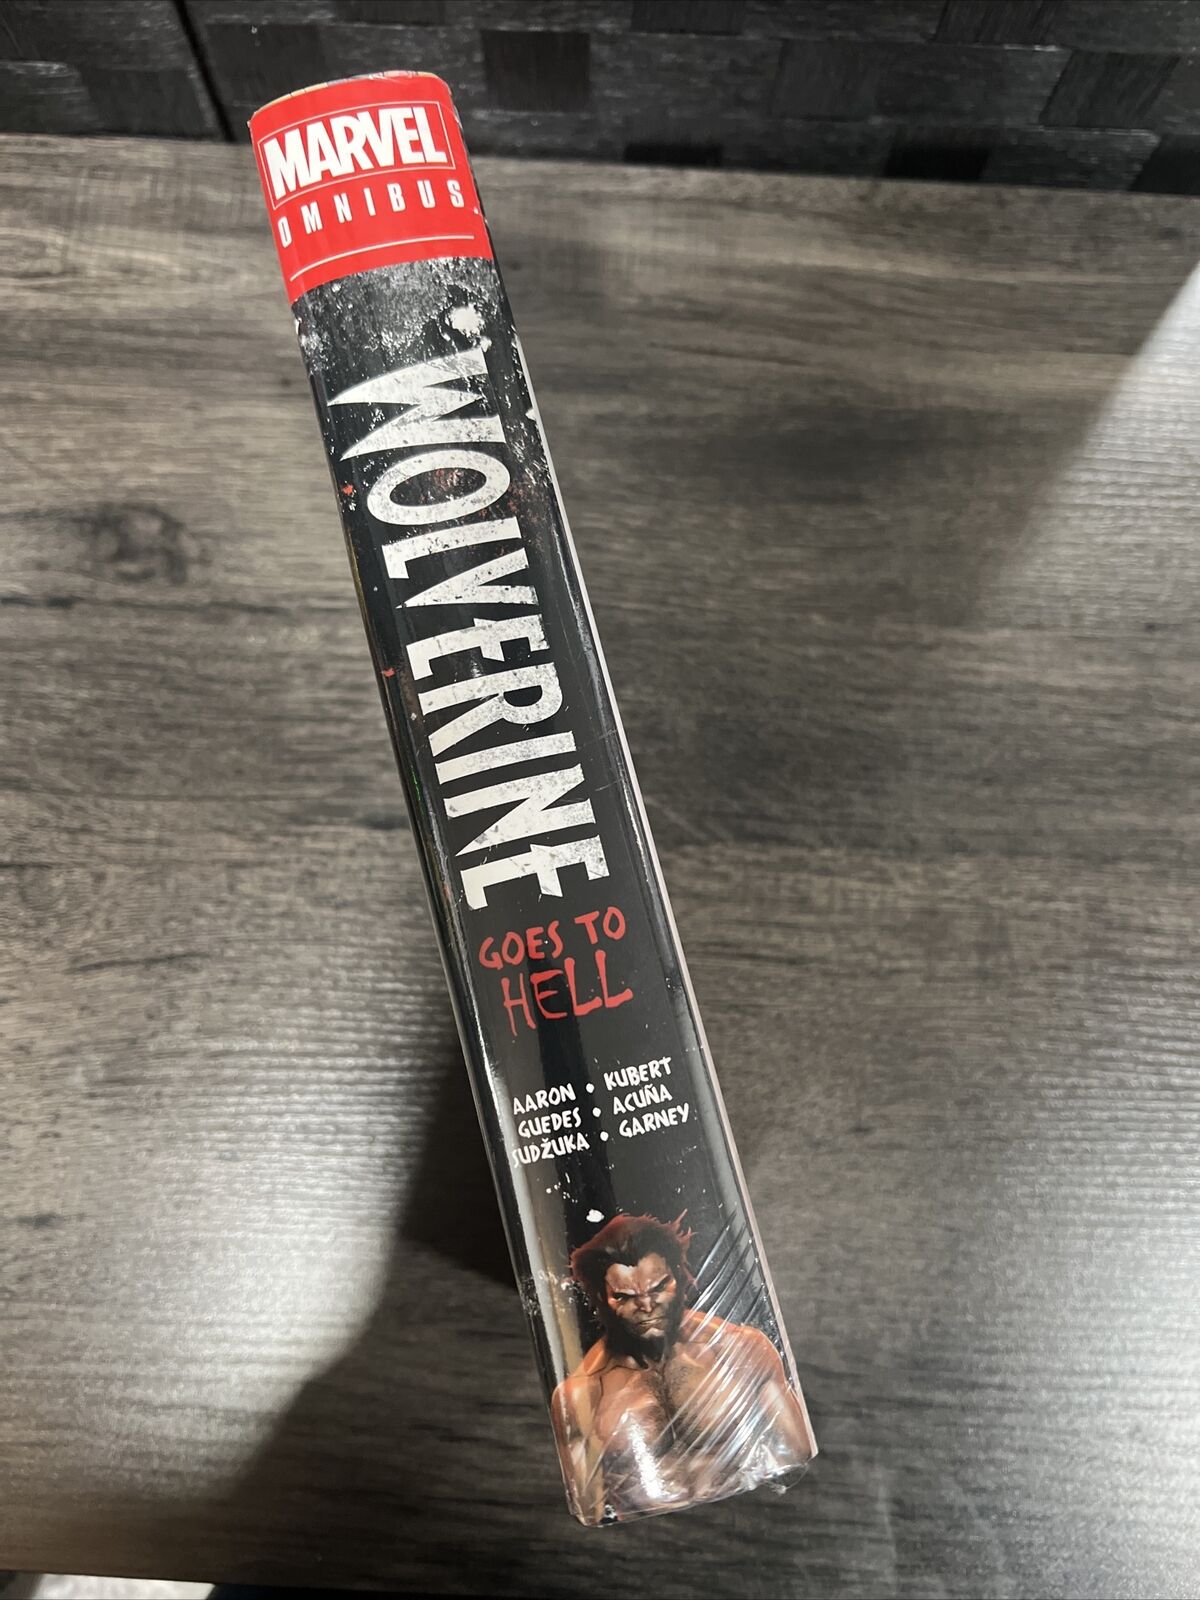 MARVEL
OMNIBUS
WOLVERINE
GOES TO
HELL
AARON • KUBERT
GUEDES • ACUÑA
SUDŽUKA • GARNEY